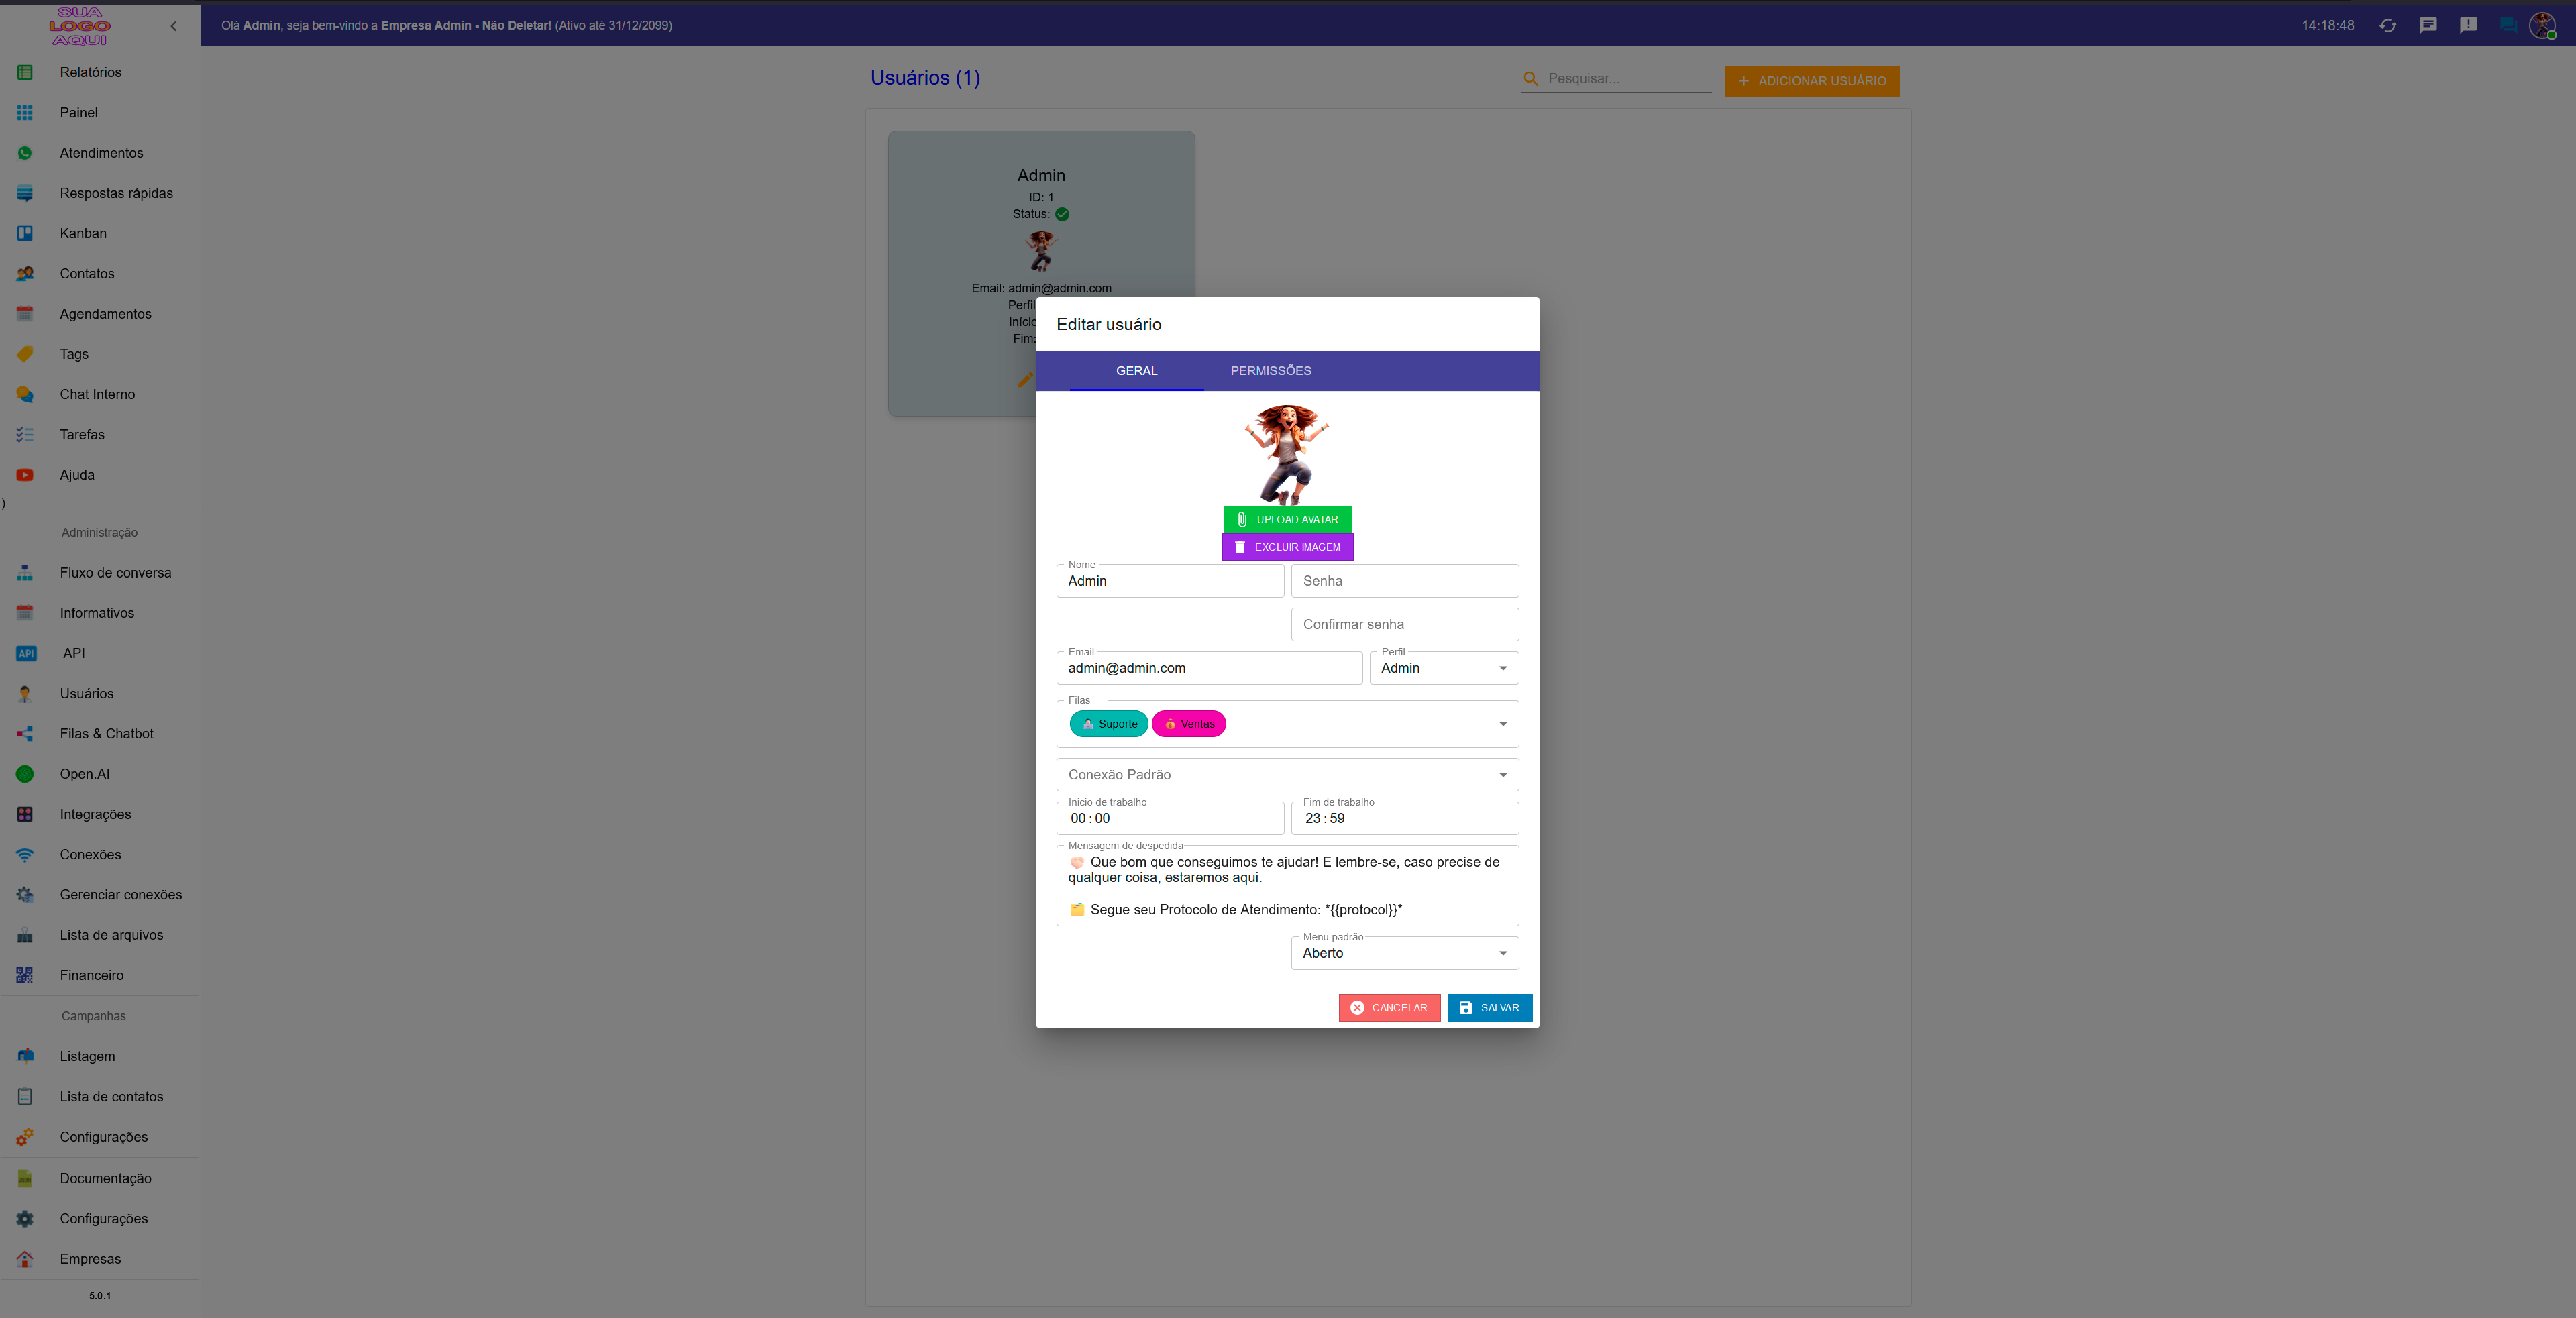 SUA
LOGO
AQUI
Olá Admin, seja bem-vindo a Empresa Admin - Não Deletar! (Ativo até 31/12/2099)
14:18:48
Relatórios
Painel
Atendimentos
Respostas rápidas
Kanban
Contatos
Agendamentos
Tags
Chat Interno
Tarefas
Ajuda
)
Administração
Fluxo de conversa
Informativos
API API
Usuários
Filas & Chatbot
Open.AI
Integrações
Conexões
Gerenciar conexões
Lista de arquivos
Financeiro
Campanhas
Listagem
Lista de contatos
Configurações
Documentação
Configurações
Empresas
5.0.1
Usuários (1)
Pesquisar...
+ ADICIONAR USUÁRIO
Admin
ID: 1
Status:
Email: admin@admin.com
Perfil
Início
Fim:
Editar usuário
GERAL PERMISSÕES
UPLOAD AVATAR
EXCLUIR IMAGEM
Nome
Admin
Senha
Confirmar senha
Email
admin@admin.com
Perfil
Admin
Filas
Suporte Ventas
Conexão Padrão
Inicio de trabalho
00 : 00
Fim de trabalho
23 : 59
Mensagem de despedida
🤝 Que bom que conseguimos te ajudar! E lembre-se, caso precise de
qualquer coisa, estaremos aqui.
🗂️ Segue seu Protocolo de Atendimento: *{{protocol}}*
Menu padrão
Aberto
CANCELAR SALVAR